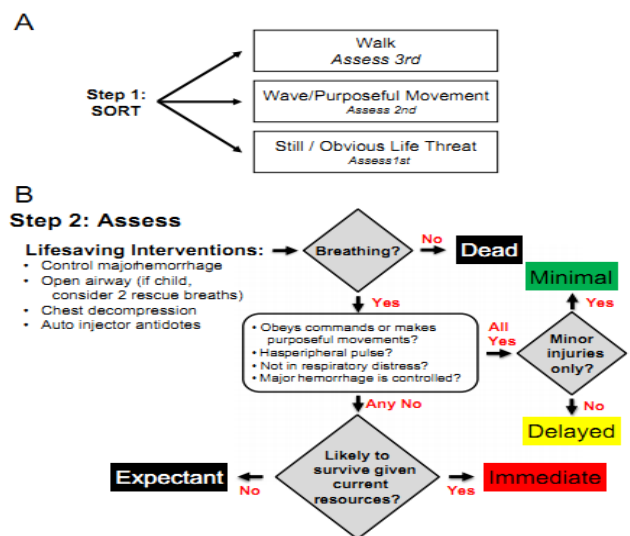 A
Walk
Assess 3rd
Step 1:
SORT
Wave/Purposeful Movement
Assess 2nd
Still / Obvious Life Threat
Assess1st
B
Step 2: Assess
Lifesaving Interventions:
• Control majorhemorrhage
• Open airway (if child,
consider 2 rescue breaths)
• Chest decompression
• Auto injector antidotes
Breathing?
No
Dead
Yes
• Obeys commands or makes
purposeful movements?
• Hasperipheral pulse?
• Not in respiratory distress?
• Major hemorrhage is controlled?
All
Yes
Minor
injuries
only?
Yes
Minimal
No
Delayed
Any No
Likely to
survive given
current
resources?
No
Expectant
Yes
Immediate